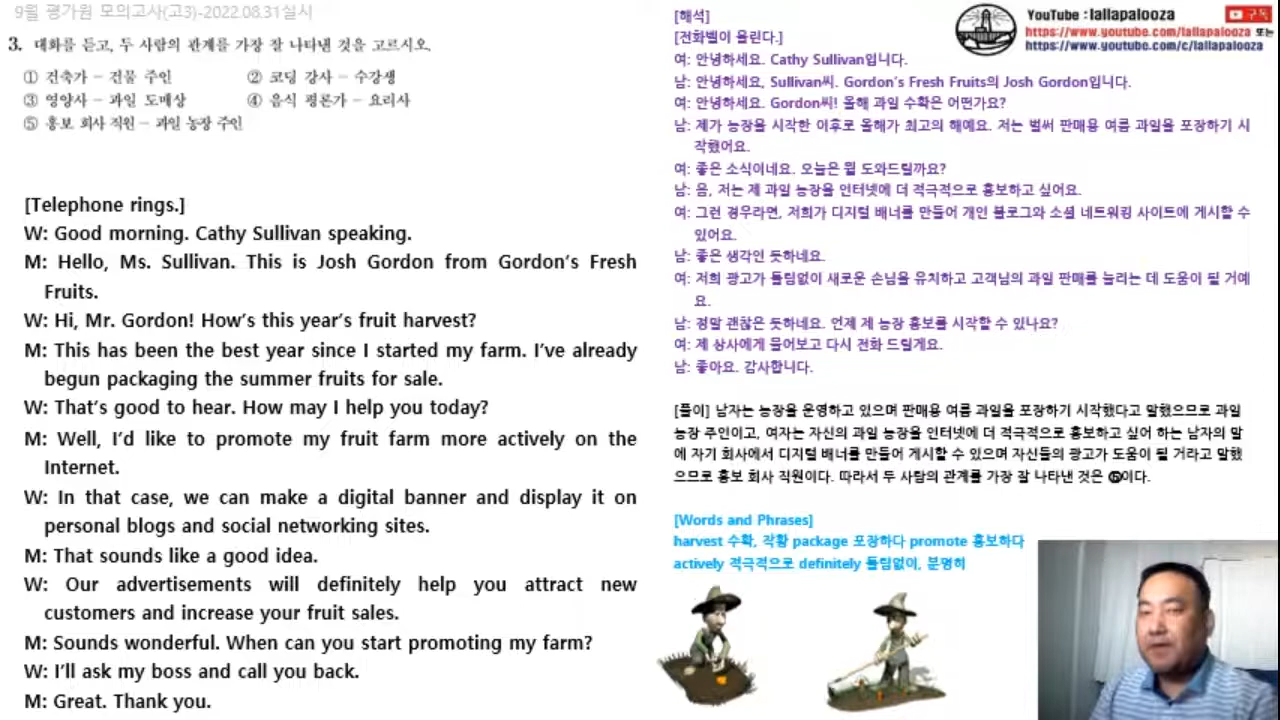 9월 평가원 모의고사(고3)-2022.08.31실시
3. 대화를 듣고, 두 사람의 관계를 가장 잘 나타낸 것을 고르시오.
① 건축가 – 건물 주인 ② 코딩 강사 – 수강생
③ 영양사 – 과일 도매상 ④ 음식 평론가 – 요리사
⑤ 홍보 회사 직원 – 과일 농장 주인
[Telephone rings.]
W: Good morning. Cathy Sullivan speaking.
M: Hello, Ms. Sullivan. This is Josh Gordon from Gordon’s Fresh
Fruits.
W: Hi, Mr. Gordon! How’s this year’s fruit harvest?
M: This has been the best year since I started my farm. I’ve already
begun packaging the summer fruits for sale.
W: That’s good to hear. How may I help you today?
M: Well, I’d like to promote my fruit farm more actively on the
Internet.
W: In that case, we can make a digital banner and display it on
personal blogs and social networking sites.
M: That sounds like a good idea.
W: Our advertisements will definitely help you attract new
customers and increase your fruit sales.
M: Sounds wonderful. When can you start promoting my farm?
W: I’ll ask my boss and call you back.
M: Great. Thank you.
[해석]
[전화벨이 울린다.]
여: 안녕하세요. Cathy Sullivan입니다.
남: 안녕하세요, Sullivan씨. Gordon’s Fresh Fruits의 Josh Gordon입니다.
여: 안녕하세요. Gordon씨! 올해 과일 수확은 어떤가요?
남: 제가 농장을 시작한 이후로 올해가 최고의 해예요. 저는 벌써 판매용 여름 과일을 포장하기 시
작했어요.
여: 좋은 소식이네요. 오늘은 뭘 도와드릴까요?
남: 음, 저는 제 과일 농장을 인터넷에 더 적극적으로 홍보하고 싶어요.
여: 그런 경우라면, 저희가 디지털 배너를 만들어 개인 블로그와 소셜 네트워킹 사이트에 게시할 수
있어요.
남: 좋은 생각인 듯하네요.
여: 저희 광고가 틀림없이 새로운 손님을 유치하고 고객님의 과일 판매를 늘리는 데 도움이 될 거예
요.
남: 정말 괜찮은 듯하네요. 언제 제 농장 홍보를 시작할 수 있나요?
여: 제 상사에게 물어보고 다시 전화 드릴게요.
남: 좋아요. 감사합니다.
[풀이] 남자는 농장을 운영하고 있으며 판매용 여름 과일을 포장하기 시작했다고 말했으므로 과일
농장 주인이고, 여자는 자신의 과일 농장을 인터넷에 더 적극적으로 홍보하고 싶어 하는 남자의 말
에 자기 회사에서 디지털 배너를 만들어 게시할 수 있으며 자신들의 광고가 도움이 될 거라고 말했
으므로 홍보 회사 직원이다. 따라서 두 사람의 관계를 가장 잘 나타낸 것은 ⑤이다.
[Words and Phrases]
harvest 수확, 작황 package 포장하다 promote 홍보하다
actively 적극적으로 definitely 틀림없이, 분명히
YouTube : lallapalooza 구독
https://www.youtube.com/lallapalooza 또는
https://www.youtube.com/c/lallapalooza